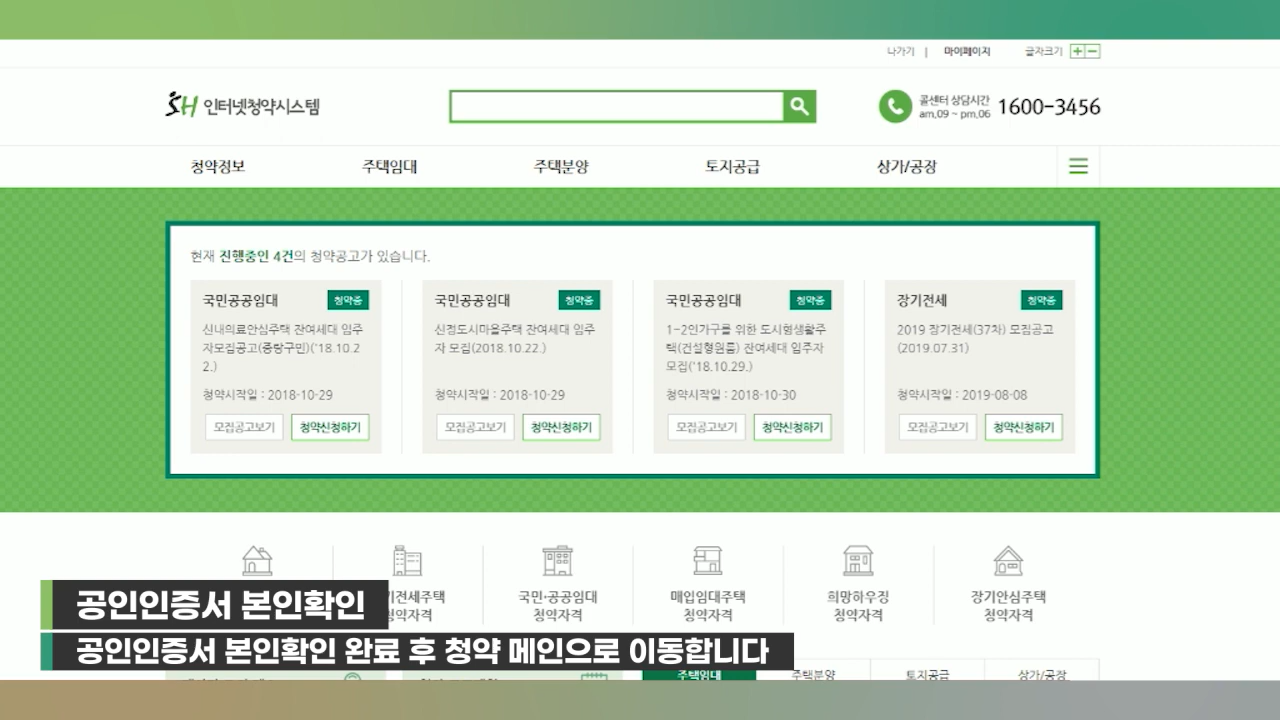 나가기 | 마이페이지 글자크기 + -
SH 인터넷청약시스템
콜센터 상담시간
am.09 ~ pm.06
1600-3456
청약정보 주택임대 주택분양 토지공급 상가/공장
현재 진행중인 4건의 청약공고가 있습니다.
국민공공임대 청약중
신내의료안심주택 잔여세대 입주
자모집공고(중랑구민)('18.10.2
2.)
청약시작일 : 2018-10-29
모집공고보기 청약신청하기
국민공공임대 청약중
신정도시마을주택 잔여세대 입주
자 모집(2018.10.22.)
청약시작일 : 2018-10-29
모집공고보기 청약신청하기
국민공공임대 청약중
1-2인가구를 위한 도시형생활주
택(건설형원룸) 잔여세대 입주자
모집('18.10.29.)
청약시작일 : 2018-10-30
모집공고보기 청약신청하기
장기전세 청약중
2019 장기전세(37차) 모집공고
(2019.07.31)
청약시작일 : 2019-08-08
모집공고보기 청약신청하기
기전세주택
청약자격
국민·공공임대
청약자격
매입임대주택
청약자격
희망하우징
청약자격
장기안심주택
청약자격
공인인증서 본인확인
공인인증서 본인확인 완료 후 청약 메인으로 이동합니다
주택임대 주택분양 토지공급 상가/공장